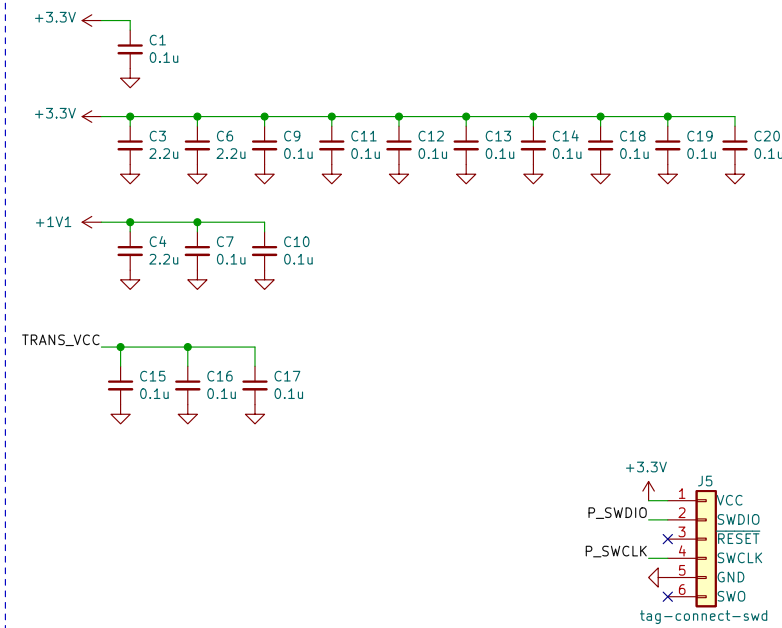 +3.3V
C1
0.1u
+3.3V
C3 C6 C9 C11 C12 C13 C14 C18 C19 C20
2.2u 2.2u 0.1u 0.1u 0.1u 0.1u 0.1u 0.1u 0.1u 0.1u
+1V1
C4 C7 C10
2.2u 0.1u 0.1u
TRANS_VCC
C15 C16 C17
0.1u 0.1u 0.1u
+3.3V
J5
1 VCC
P_SWDIO 2 SWDIO
3 RESET
P_SWCLK 4 SWCLK
5 GND
6 SWO
tag-connect-swd